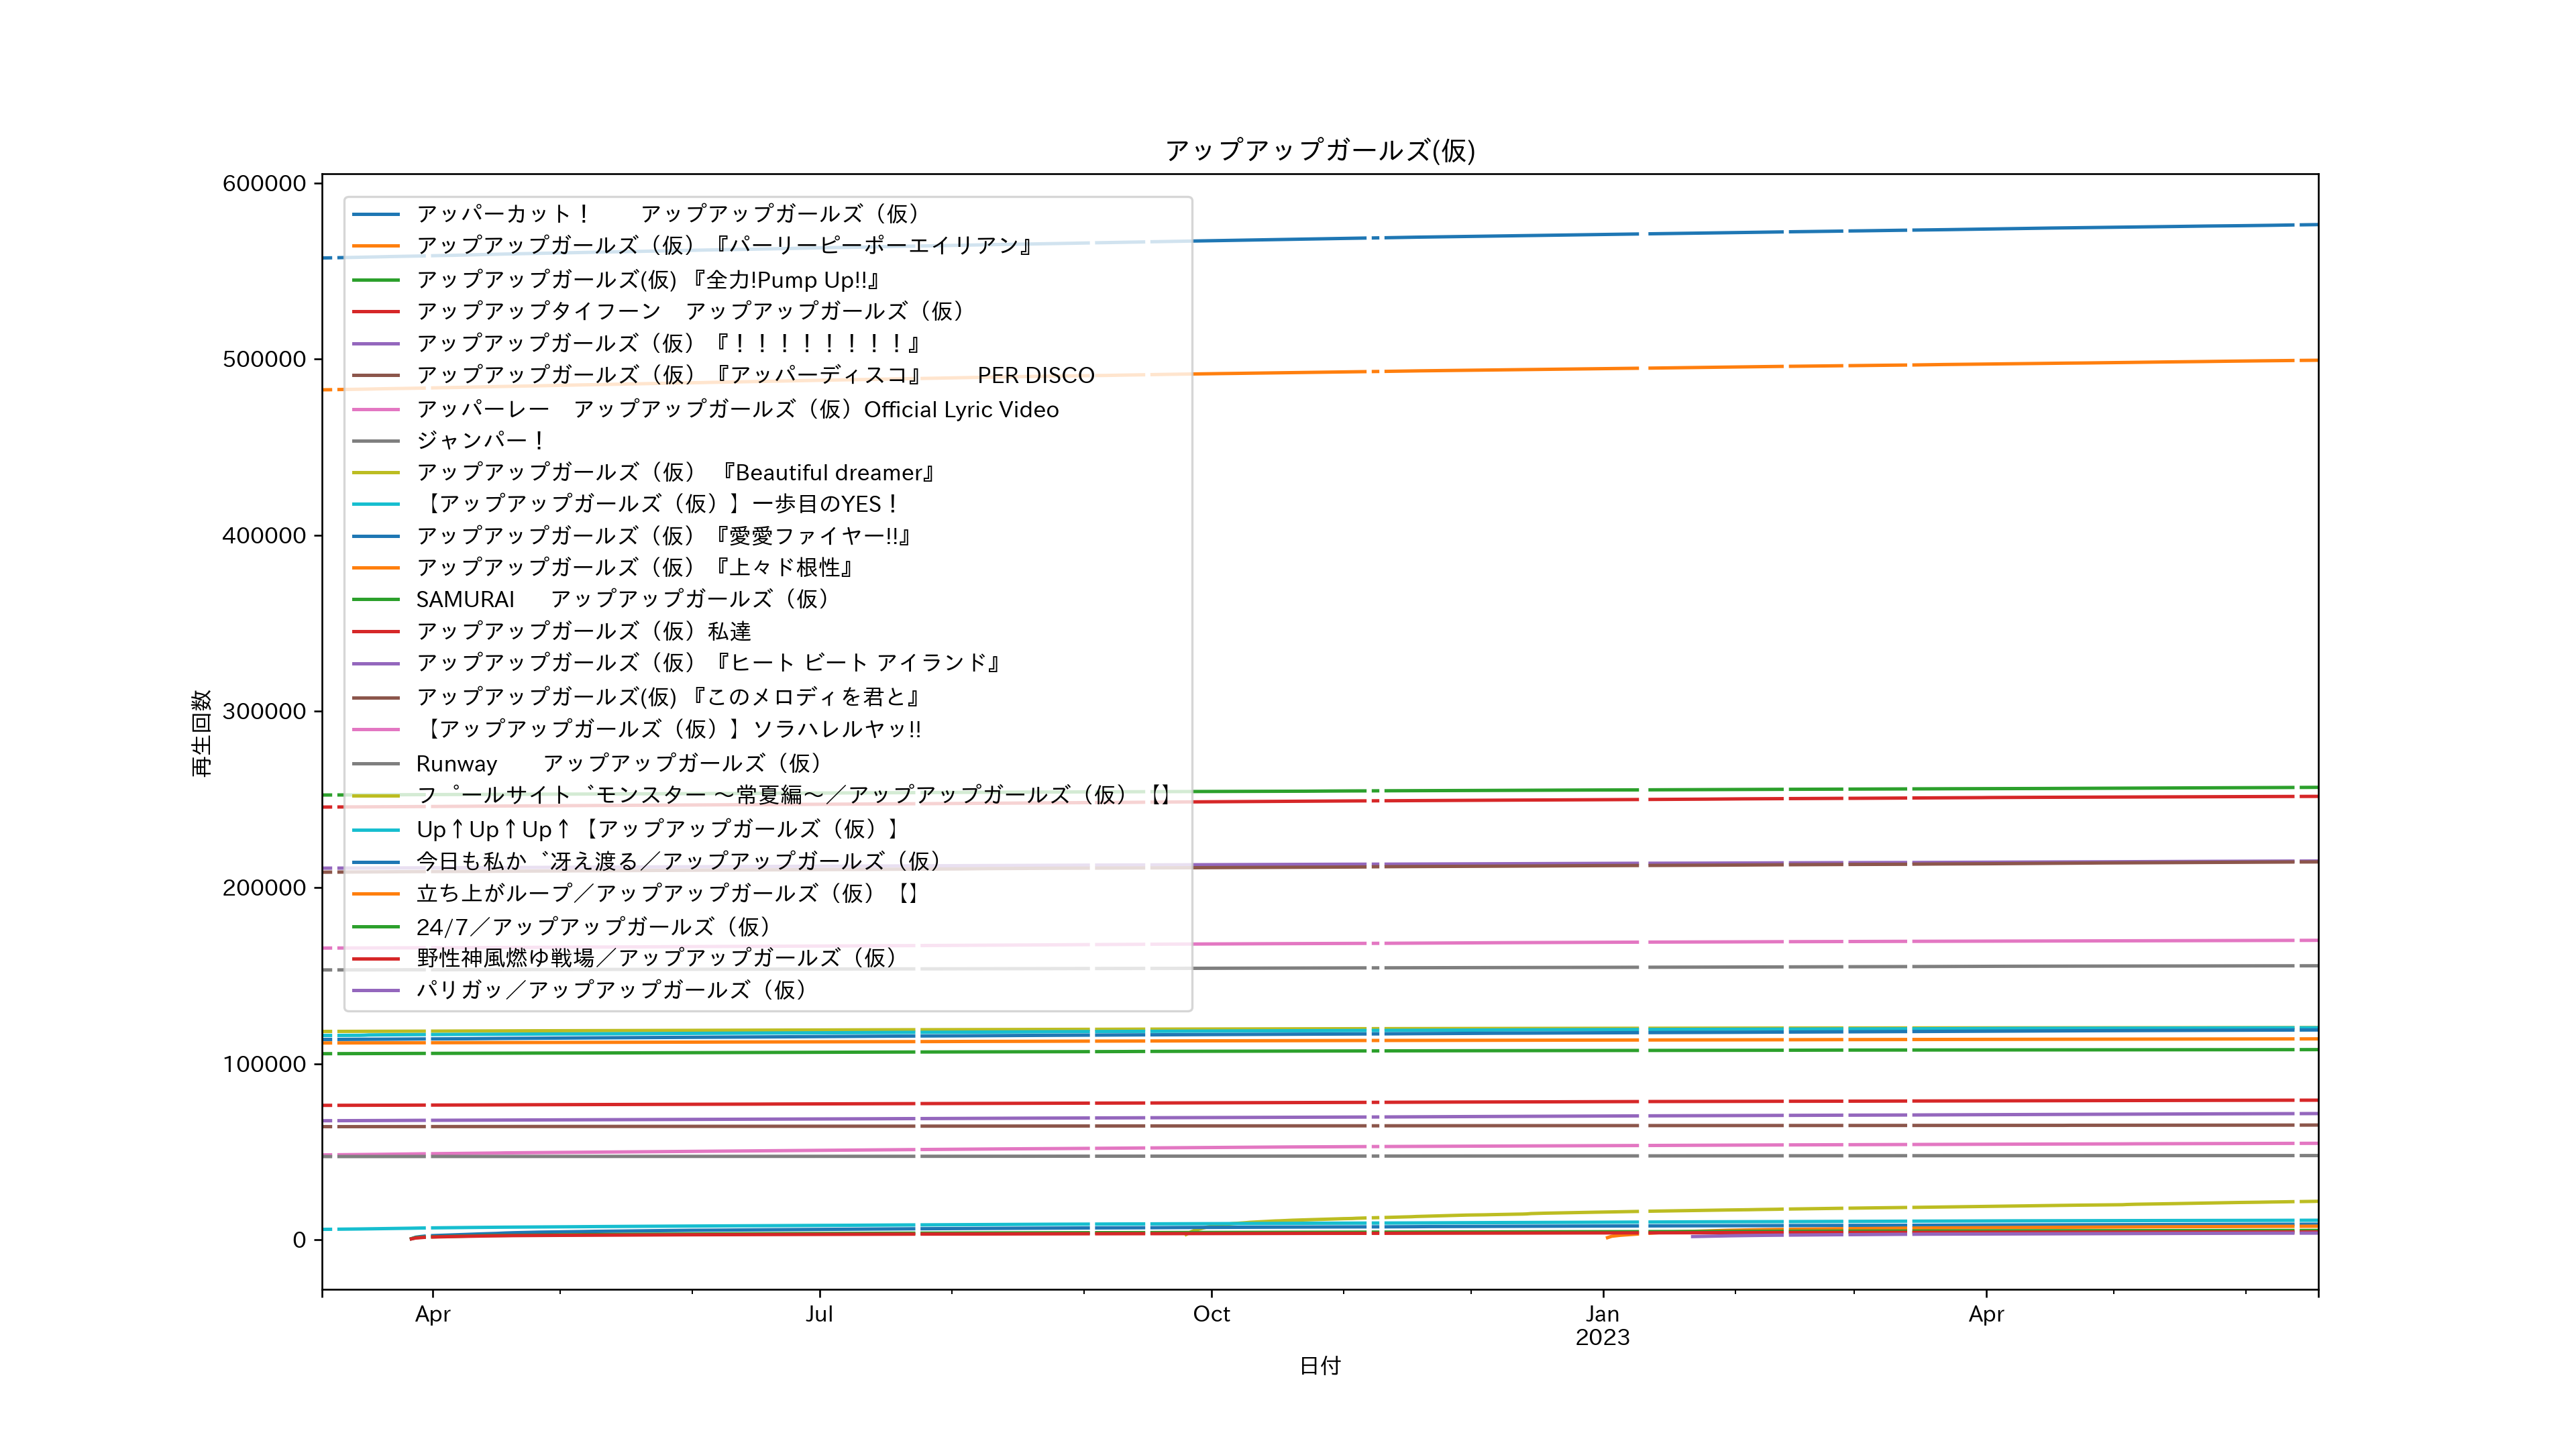 アップアップガールズ(仮)
600000
500000
400000
300000
200000
100000
0
再生回数
アッパーカット！　　アップアップガールズ（仮）
アップアップガールズ（仮）『パーリーピーポーエイリアン』
アップアップガールズ(仮) 『全力!Pump Up!!』
アップアップタイフーン　アップアップガールズ（仮）
アップアップガールズ（仮）『！！！！！！！！』
アップアップガールズ（仮）『アッパーディスコ』　　PER DISCO
アッパーレー　アップアップガールズ（仮）Official Lyric Video
ジャンパー！
アップアップガールズ（仮） 『Beautiful dreamer』
【アップアップガールズ（仮）】一歩目のYES！
アップアップガールズ（仮）『愛愛ファイヤー!!』
アップアップガールズ（仮）『上々ド根性』
SAMURAI　 アップアップガールズ（仮）
アップアップガールズ（仮）私達
アップアップガールズ（仮）『ヒート ビート アイランド』
アップアップガールズ(仮) 『このメロディを君と』
【アップアップガールズ（仮）】ソラハレルヤッ!!
Runway　　アップアップガールズ（仮）
フ゜ールサイト゛モンスター 〜常夏編〜／アップアップガールズ（仮）【】
Up↑Up↑Up↑【アップアップガールズ（仮）】
今日も私か゛冴え渡る／アップアップガールズ（仮）
立ち上がループ／アップアップガールズ（仮）【】
24/7／アップアップガールズ（仮）
野性神風燃ゆ戦場／アップアップガールズ（仮）
パリガッ／アップアップガールズ（仮）
Apr
Jul
Oct
Jan
2023
Apr
日付